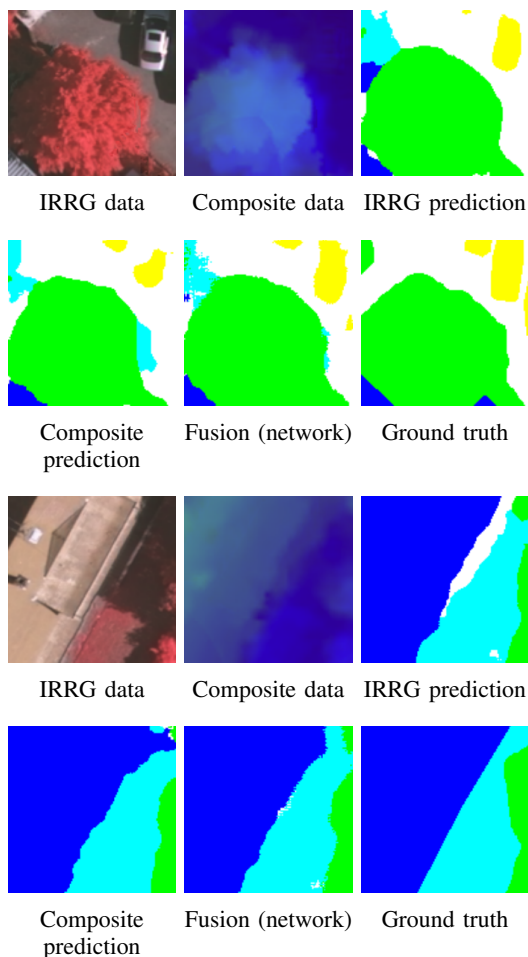 IRRG data Composite data IRRG prediction
Composite prediction Fusion (network) Ground truth
IRRG data Composite data IRRG prediction
Composite prediction Fusion (network) Ground truth